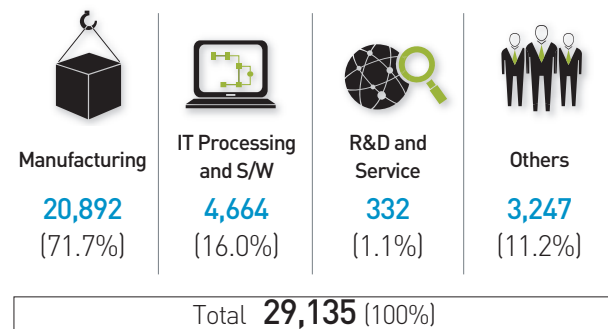 Manufacturing
20,892
(71.7%)
IT Processing
and S/W
4,664
(16.0%)
R&D and
Service
332
(1.1%)
Others
3,247
(11.2%)
Total 29,135 (100%)